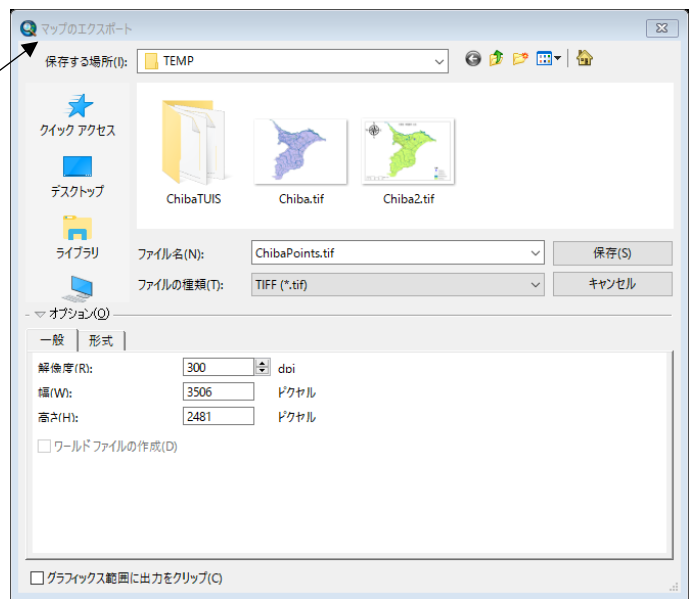 マップのエクスポート
保存する場所(I): TEMP
クイック アクセス
デスクトップ
ライブラリ
ChibaTUIS Chiba.tif Chiba2.tif
ファイル名(N): ChibaPoints.tif 保存(S)
ファイルの種類(T): TIFF (*.tif) キャンセル
オプション(O)
一般 形式
解像度(R): 300 dpi
幅(W): 3506 ピクセル
高さ(H): 2481 ピクセル
ワールド ファイルの作成(D)
グラフィックス範囲に出力をクリップ(C)